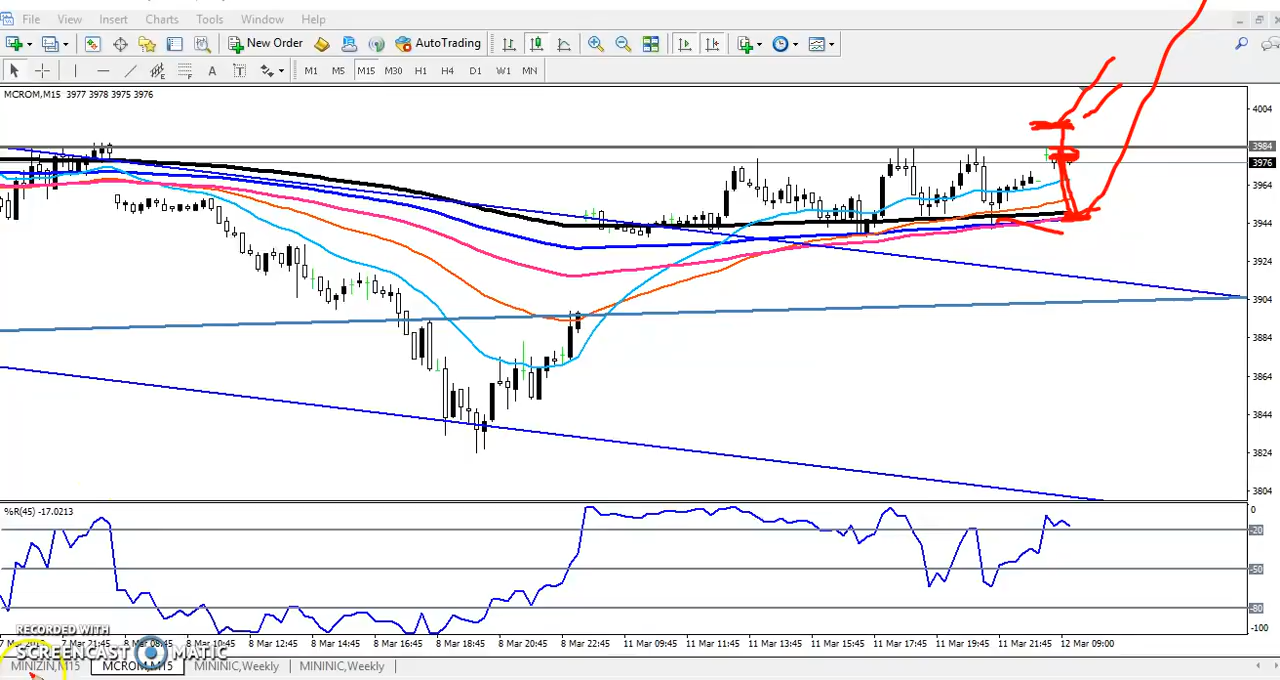 File View Insert Charts Tools Window Help
New Order AutoTrading
A T M1 M5 M15 M30 H1 H4 D1 W1 MN
MCROM,M15 3977 3978 3975 3976
4004
3984
3976
3964
3944
3924
3904
3884
3864
3844
3824
3804
%R(45) -17.0213
0
-20
-50
-80
-100
RECORDED WITH
SCREENCAST MATIC
7 Mar 21:45 8 Mar 10:45 8 Mar 12:45 8 Mar 14:45 8 Mar 16:45 8 Mar 18:45 8 Mar 20:45 8 Mar 22:45 11 Mar 09:45 11 Mar 11:45 11 Mar 13:45 11 Mar 15:45 11 Mar 17:45 11 Mar 19:45 11 Mar 21:45 12 Mar 09:00
MINIZIN,M15 MCROM,M15 MININIC,Weekly MININIC,Weekly